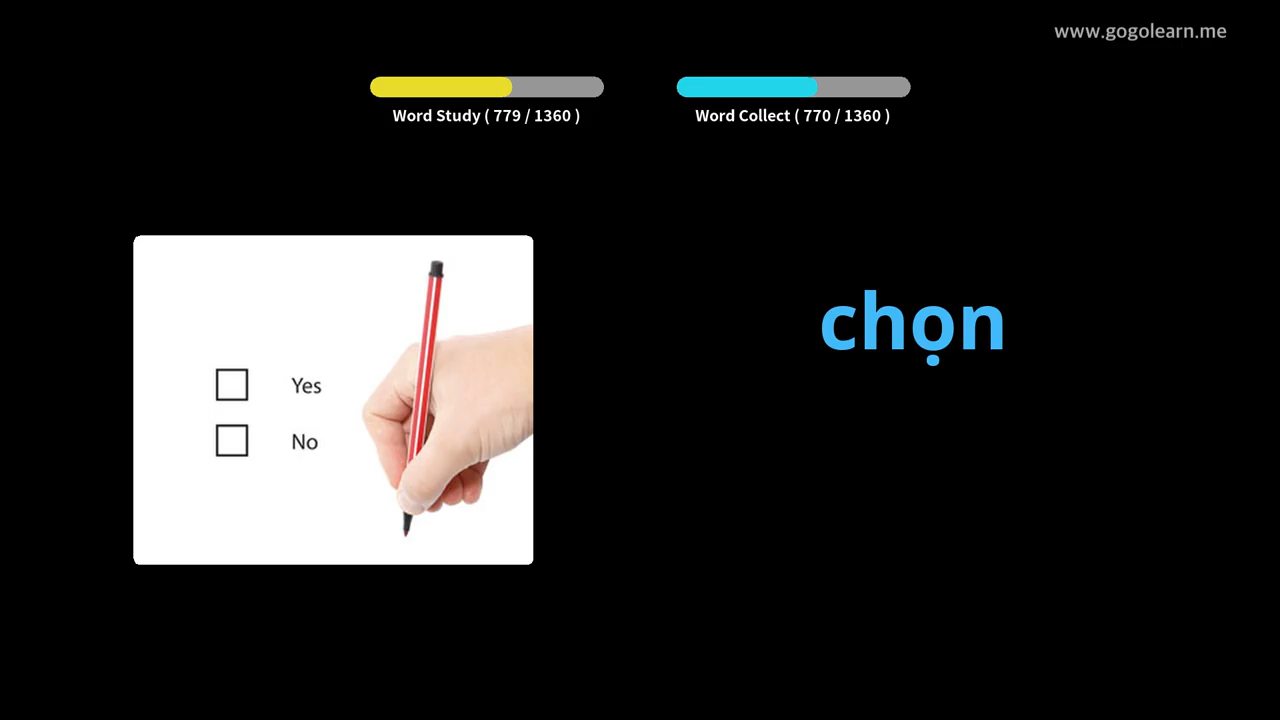 www.gogolearn.me
Word Study ( 779 / 1360 )
Word Collect ( 770 / 1360 )
chọn
Yes
No